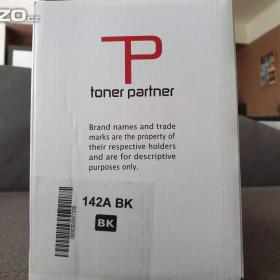 TP
toner partner
Brand names and trade
marks are the property of
their respective holders
and are for descriptive
purposes only.
142A BK
BK